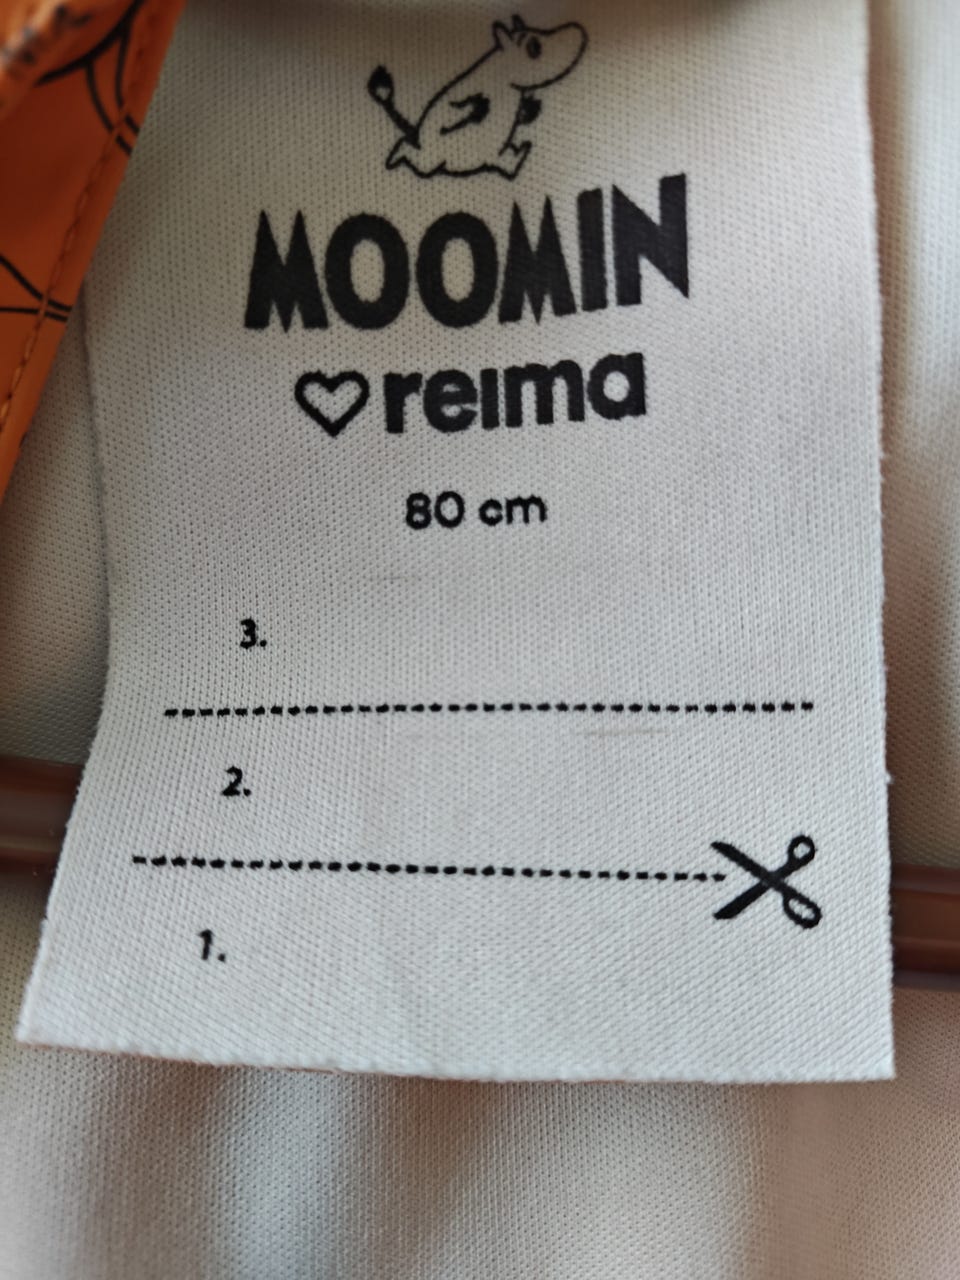 MOOMIN
♡ reima
80 cm
3.
2.
1.